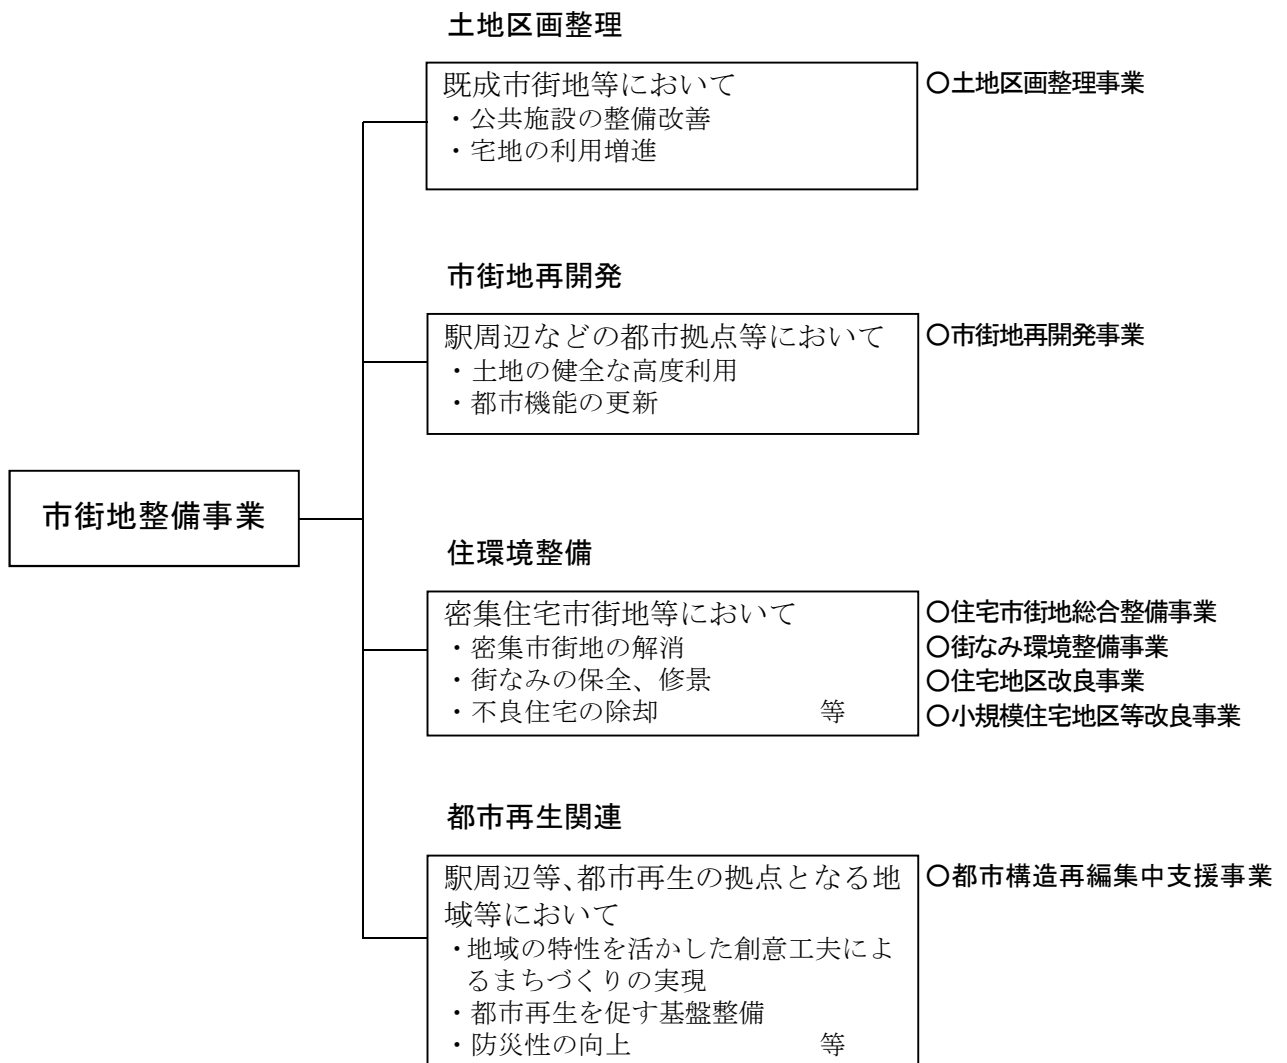 土地区画整理
既成市街地等において
・公共施設の整備改善
・宅地の利用増進
○土地区画整理事業
市街地再開発
駅周辺などの都市拠点等において
・土地の健全な高度利用
・都市機能の更新
○市街地再開発事業
市街地整備事業
住環境整備
密集住宅市街地等において
・密集市街地の解消
・街なみの保全、修景
・不良住宅の除却 等
○住宅市街地総合整備事業
○街なみ環境整備事業
○住宅地区改良事業
○小規模住宅地区等改良事業
都市再生関連
駅周辺等、都市再生の拠点となる地
域等において
・地域の特性を活かした創意工夫によ
るまちづくりの実現
・都市再生を促す基盤整備
・防災性の向上 等
○都市構造再編集中支援事業